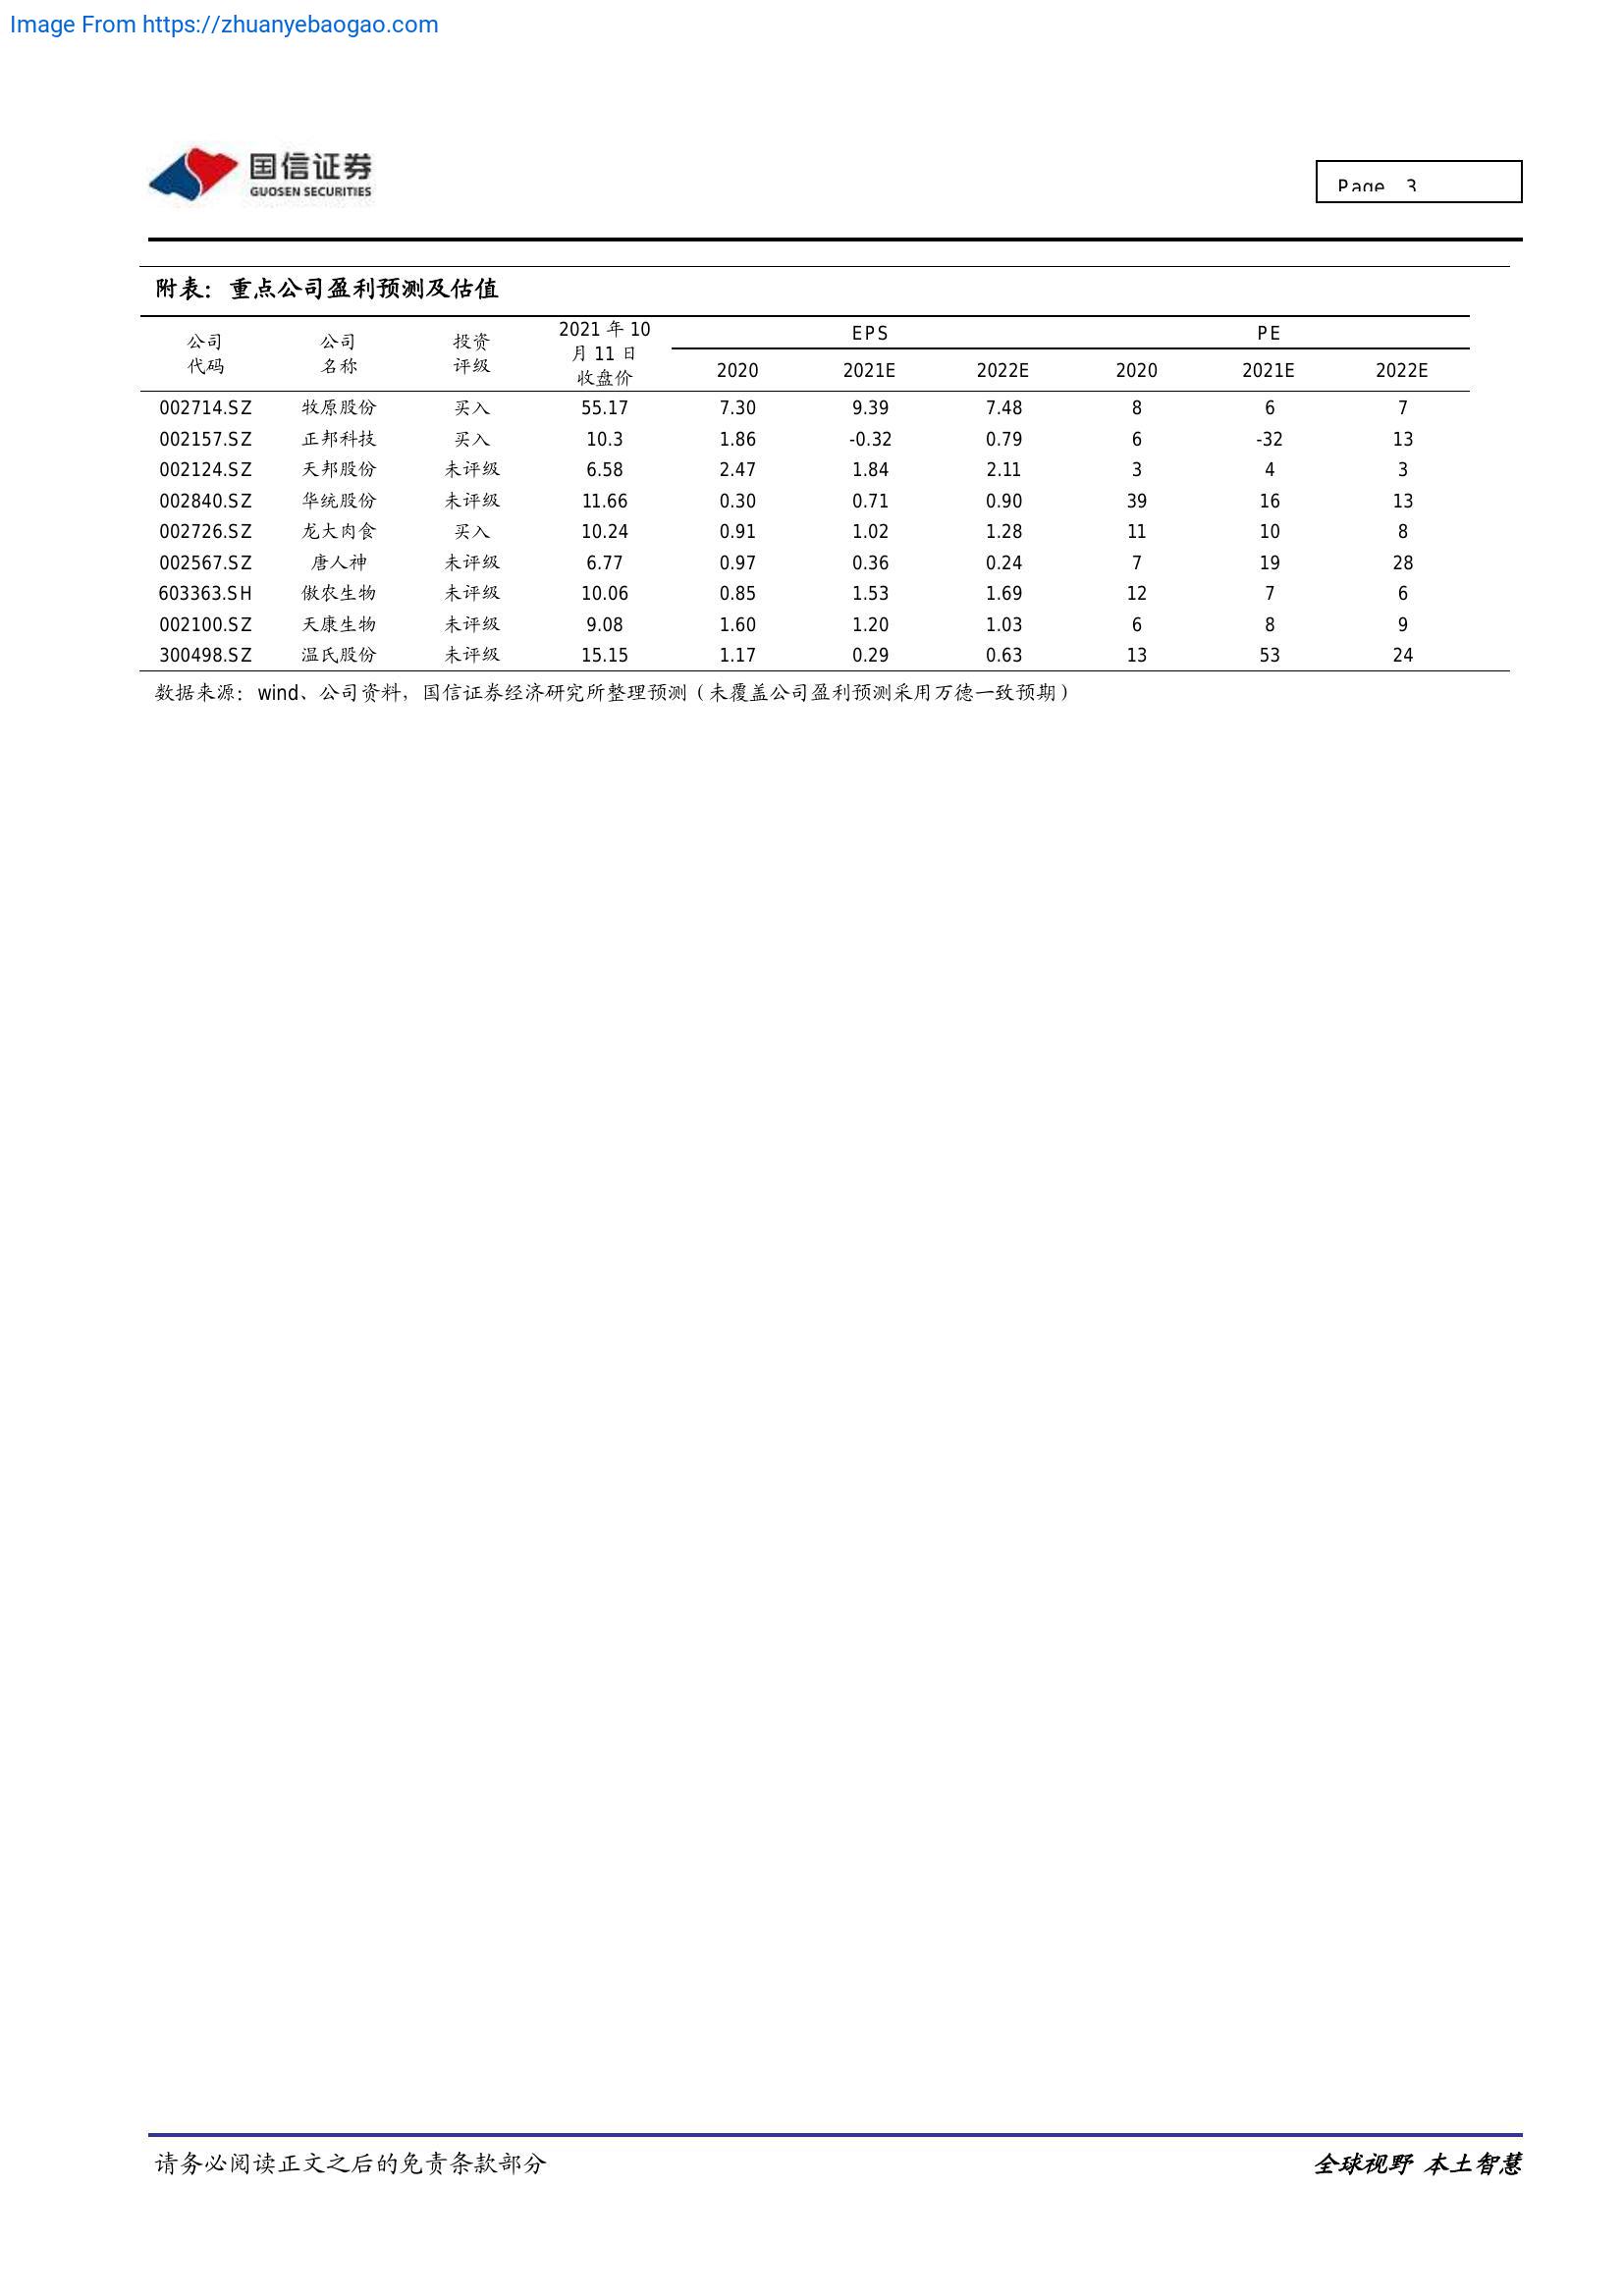 Image From https://zhuanyebaogao.com
国信证券
GUOSEN SECURITIES
Page 3
附表：重点公司盈利预测及估值
公司代码 公司名称 投资评级 2021 年 10 月 11 日收盘价 EPS PE
2020 2021E 2022E 2020 2021E 2022E
002714.SZ 牧原股份 买入 55.17 7.30 9.39 7.48 8 6 7
002157.SZ 正邦科技 买入 10.3 1.86 -0.32 0.79 6 -32 13
002124.SZ 天邦股份 未评级 6.58 2.47 1.84 2.11 3 4 3
002840.SZ 华统股份 未评级 11.66 0.30 0.71 0.90 39 16 13
002726.SZ 龙大肉食 买入 10.24 0.91 1.02 1.28 11 10 8
002567.SZ 唐人神 未评级 6.77 0.97 0.36 0.24 7 19 28
603363.SH 傲农生物 未评级 10.06 0.85 1.53 1.69 12 7 6
002100.SZ 天康生物 未评级 9.08 1.60 1.20 1.03 6 8 9
300498.SZ 温氏股份 未评级 15.15 1.17 0.29 0.63 13 53 24
数据来源：wind、公司资料，国信证券经济研究所整理预测（未覆盖公司盈利预测采用万德一致预期）
请务必阅读正文之后的免责条款部分
全球视野 本土智慧